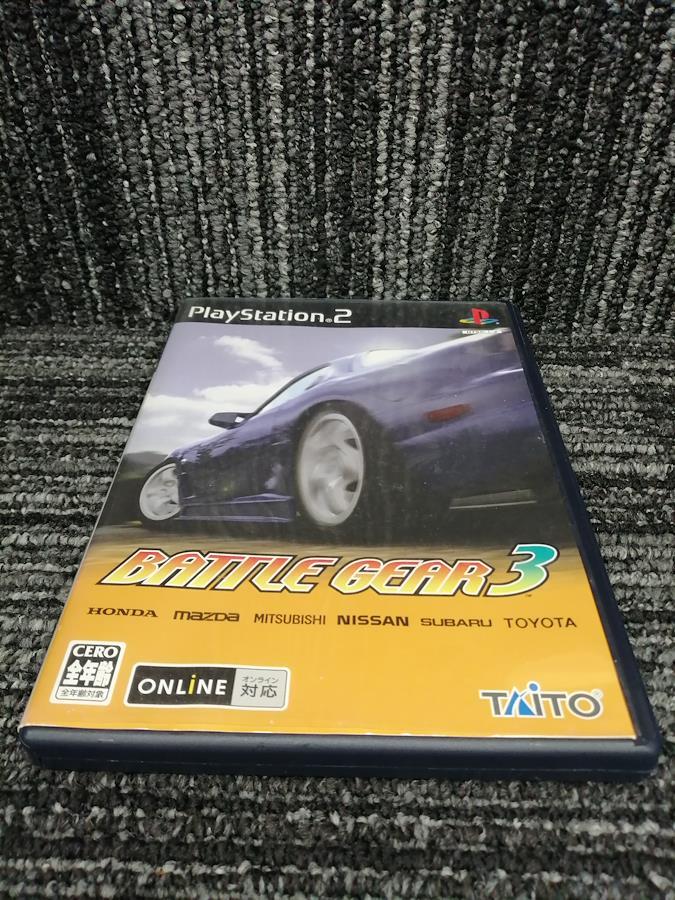 PlayStation®2
BATTLE GEAR 3™
HONDA mazda MITSUBISHI NISSAN SUBARU TOYOTA
CERO
全年齢
全年齢対象
ONLiNE オンライン 対応
TAiTO®